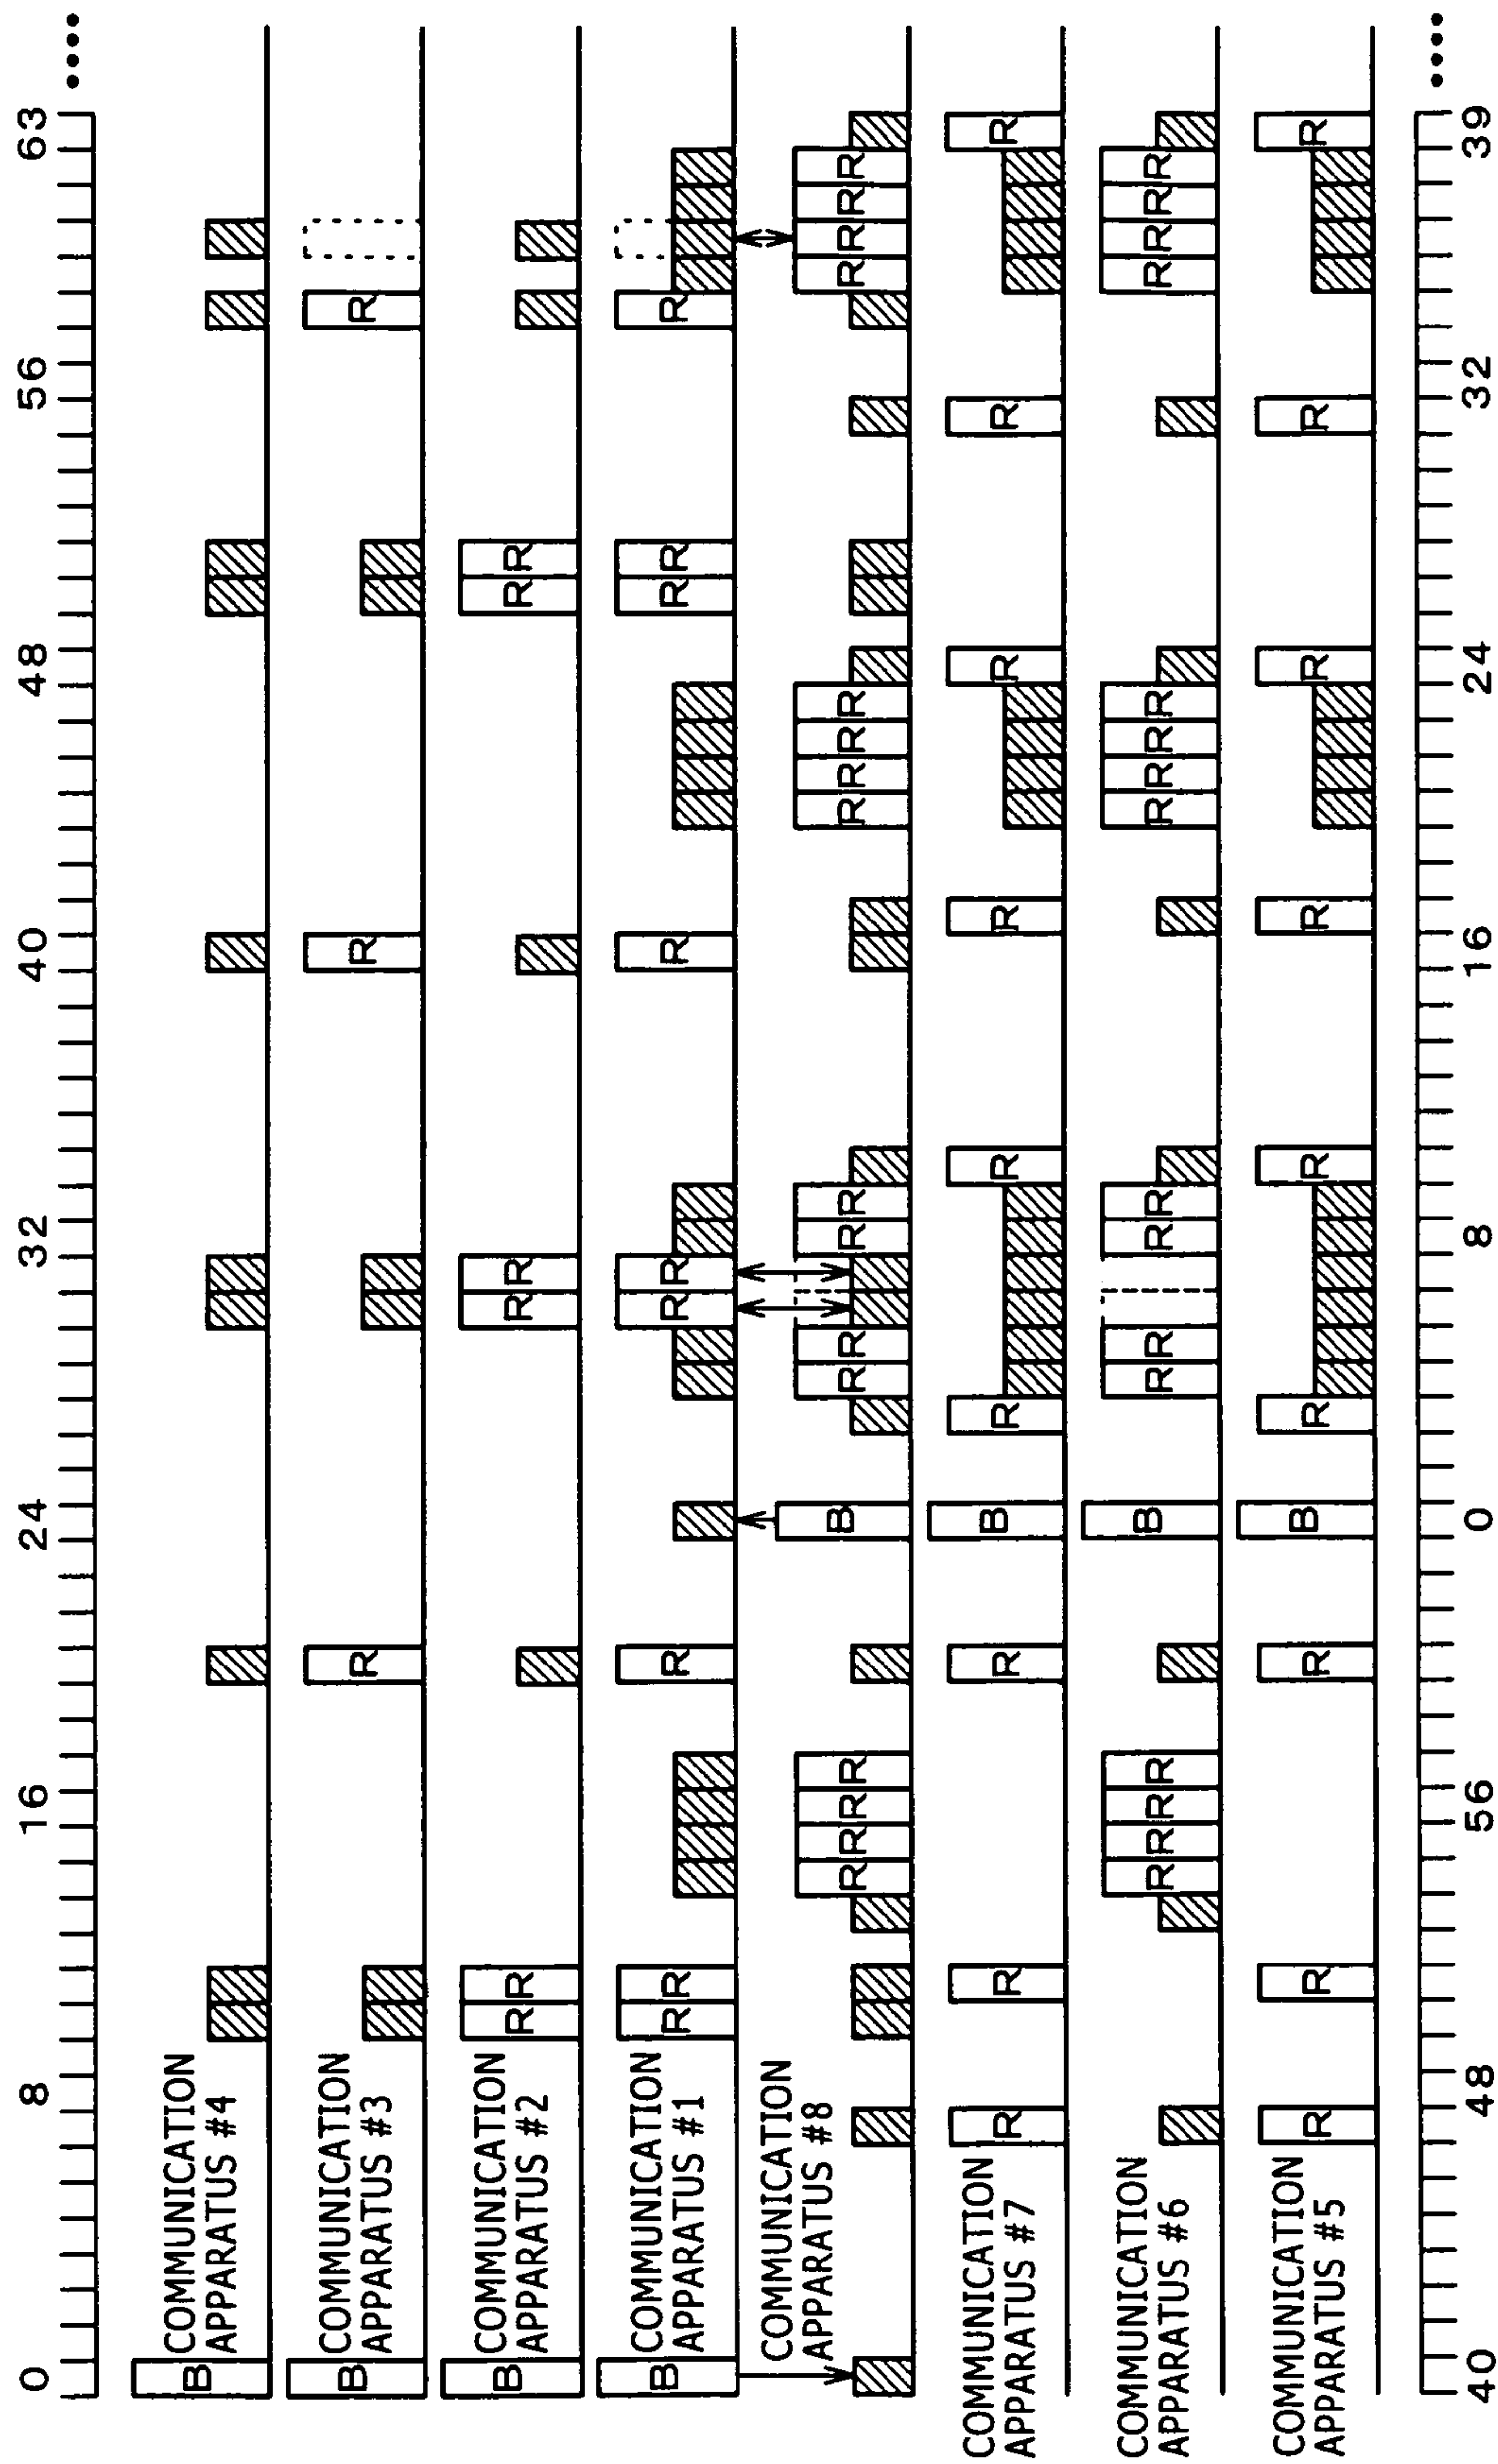 0 8 16 24 32 40 48 56 63
COMMUNICATION
APPARATUS #4
B
COMMUNICATION
APPARATUS #3
B R R R
COMMUNICATION
APPARATUS #2
B R R R R R R
COMMUNICATION
APPARATUS #1
B R R R R R R R R R
COMMUNICATION
APPARATUS #8
R R R R B R R R R R R R R R R R R
COMMUNICATION
APPARATUS #7
R R R B R R R R R R
COMMUNICATION
APPARATUS #6
R R R R B R R R R R R R R R R R R
COMMUNICATION
APPARATUS #5
R R R B R R R R R R
40 48 56 0 8 16 24 32 39